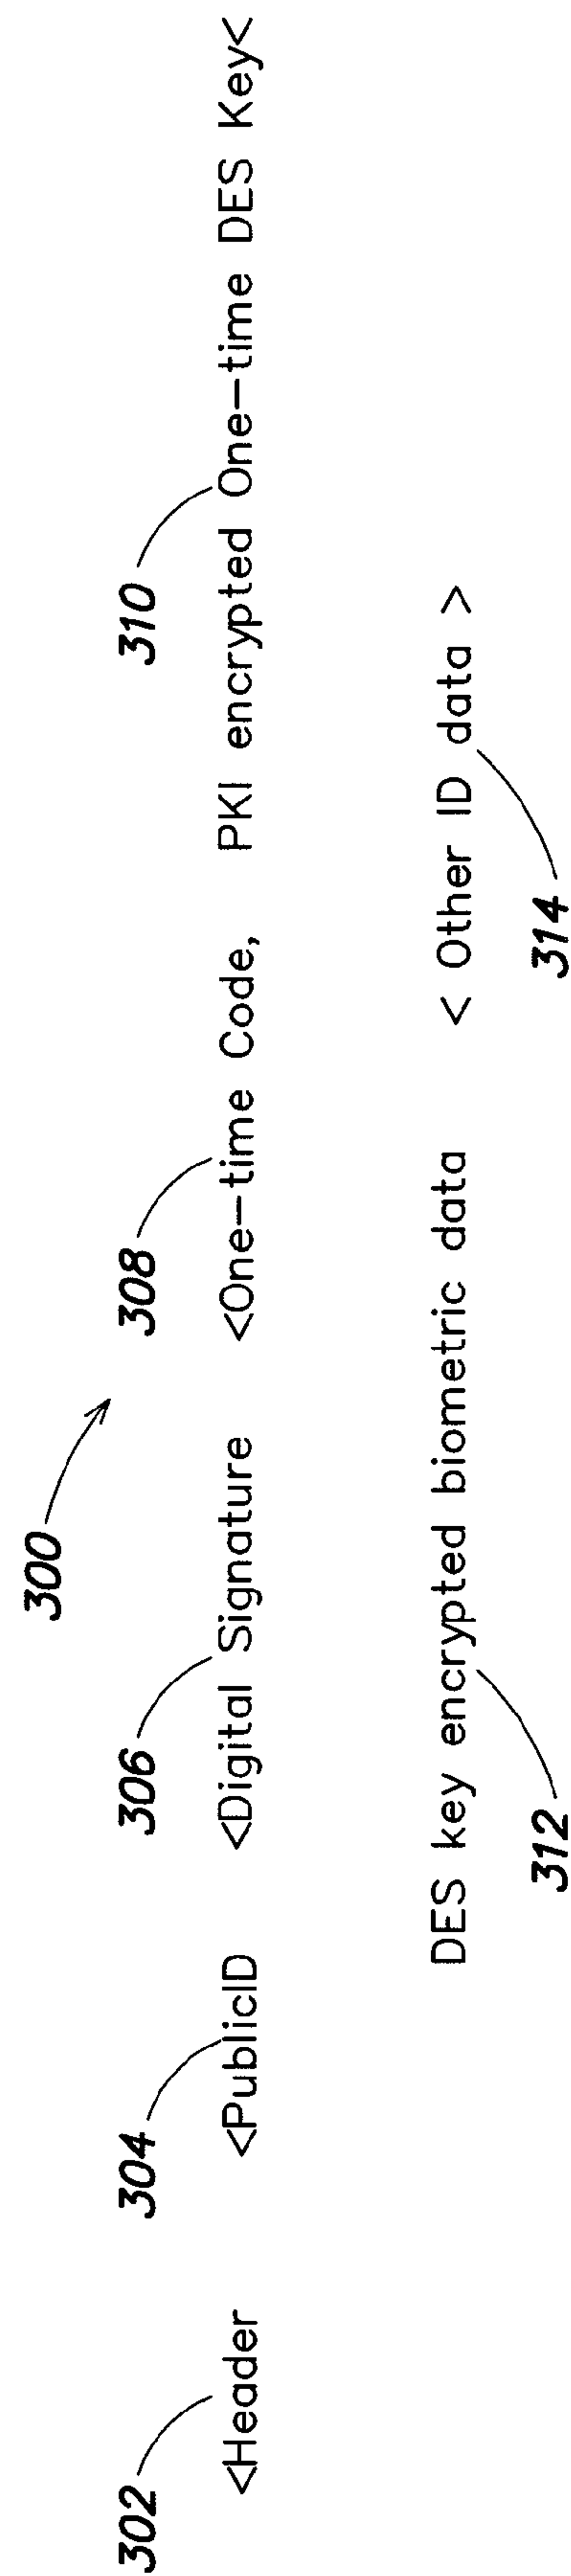 300
302 304 306 308 310
<Header <PublicID <Digital Signature <One-time Code, PKI encrypted One-time DES Key<
DES key encrypted biometric data < Other ID data >
312 314